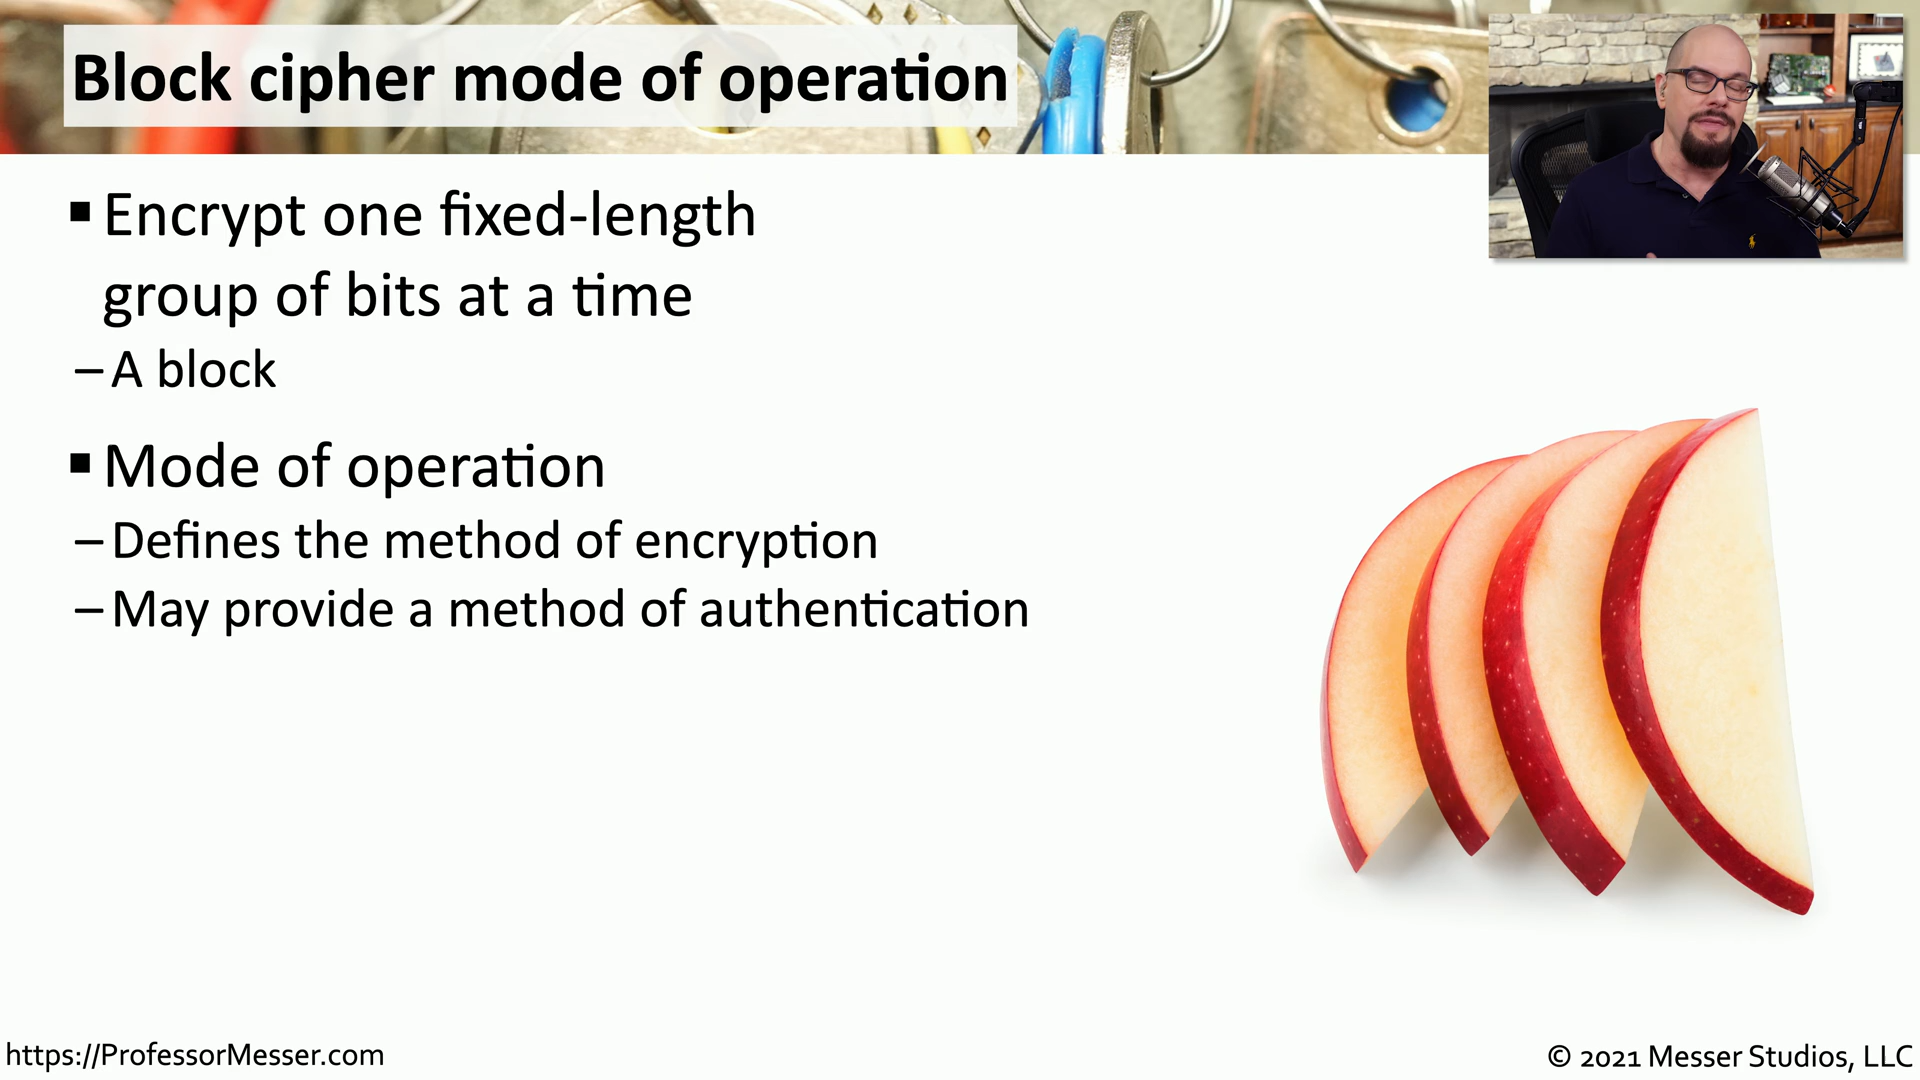 Block cipher mode of operation
▪ Encrypt one fixed-length
group of bits at a time
– A block
▪ Mode of operation
– Defines the method of encryption
– May provide a method of authentication
https://ProfessorMesser.com
© 2021 Messer Studios, LLC